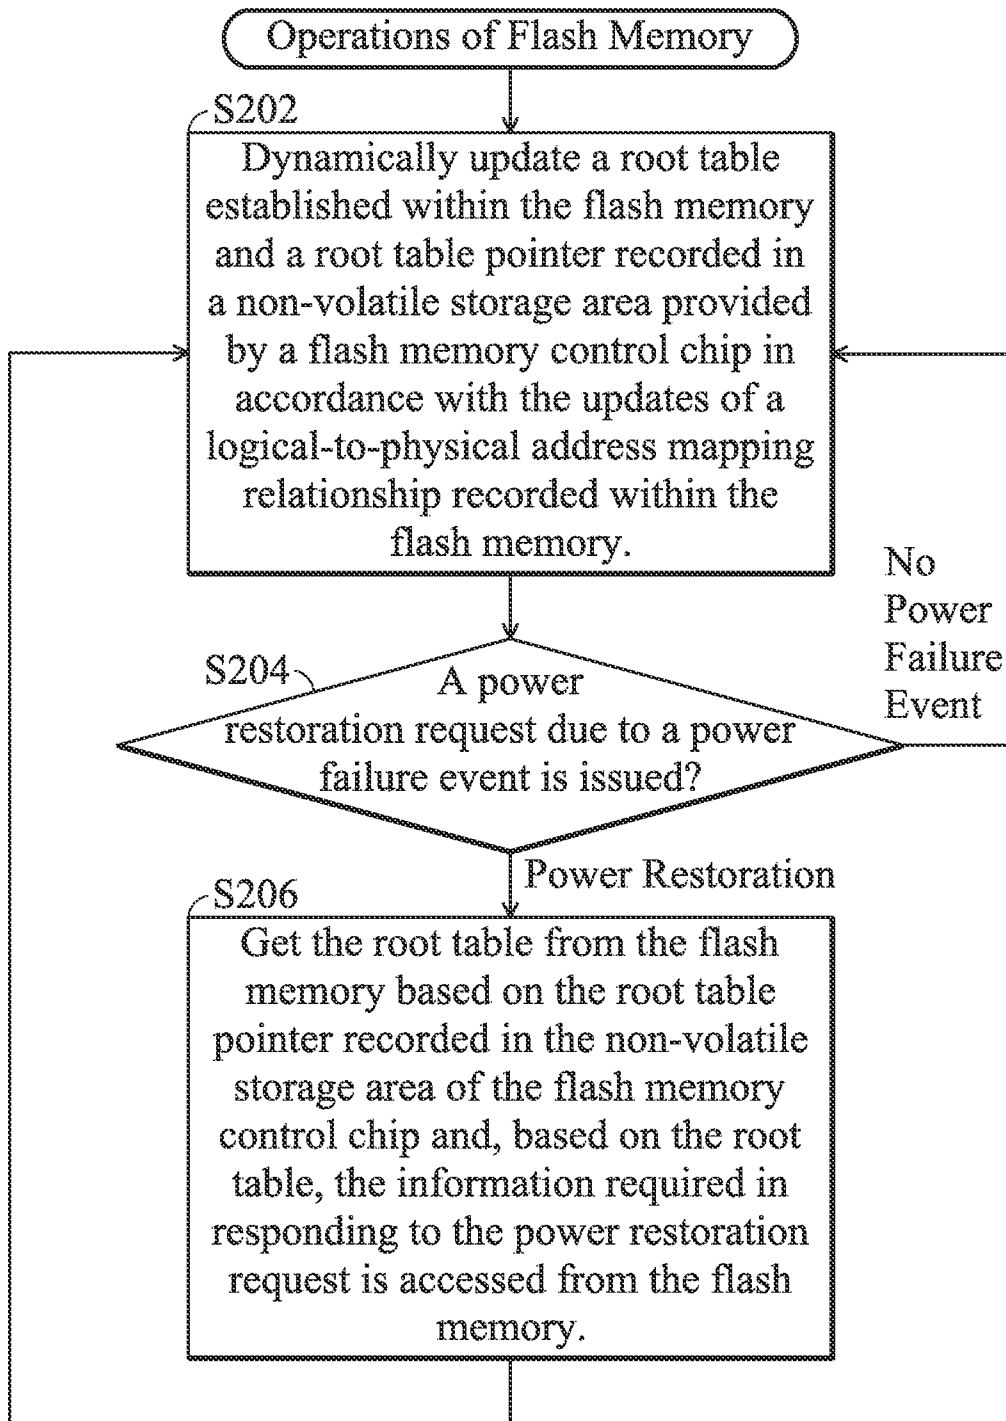 Operations of Flash Memory
S202
Dynamically update a root table
established within the flash memory
and a root table pointer recorded in
a non-volatile storage area provided
by a flash memory control chip in
accordance with the updates of a
logical-to-physical address mapping
relationship recorded within the
flash memory.
No
Power
Failure
Event
S204
A power
restoration request due to a power
failure event is issued?
Power Restoration
S206
Get the root table from the flash
memory based on the root table
pointer recorded in the non-volatile
storage area of the flash memory
control chip and, based on the root
table, the information required in
responding to the power restoration
request is accessed from the flash
memory.